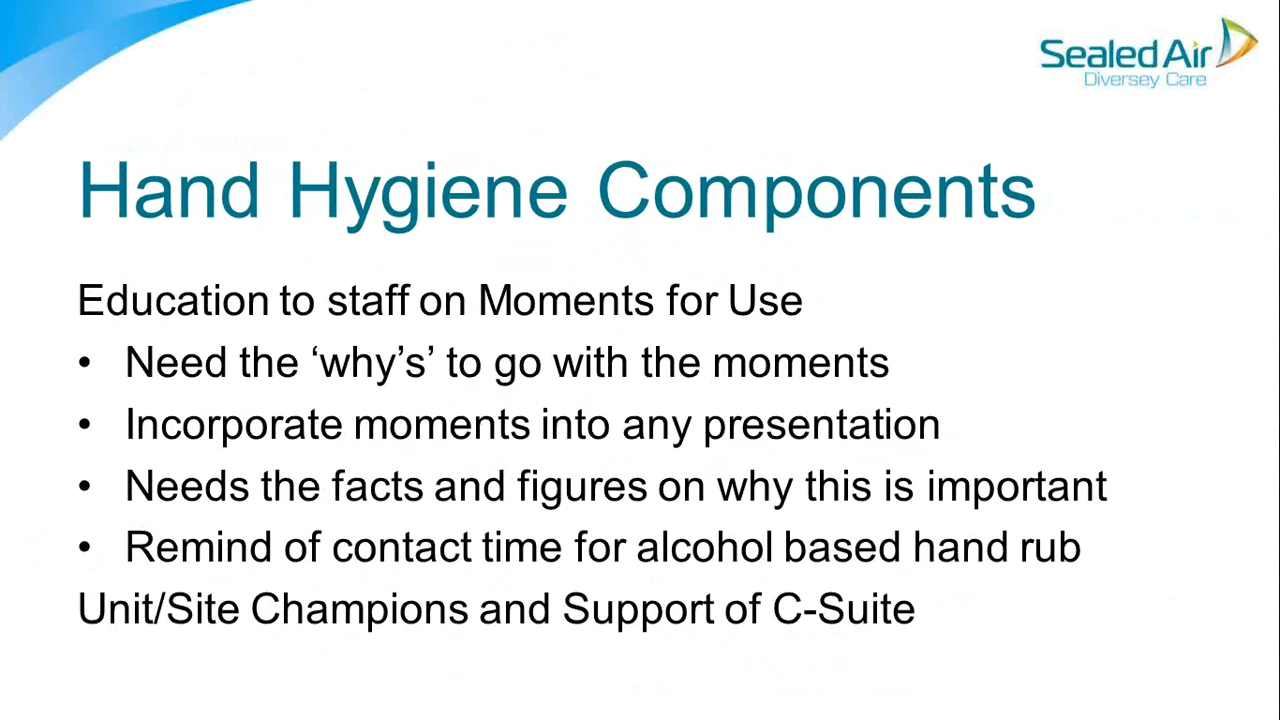 Sealed Air
Diversey Care
Hand Hygiene Components
Education to staff on Moments for Use
• Need the ‘why’s’ to go with the moments
• Incorporate moments into any presentation
• Needs the facts and figures on why this is important
• Remind of contact time for alcohol based hand rub
Unit/Site Champions and Support of C-Suite